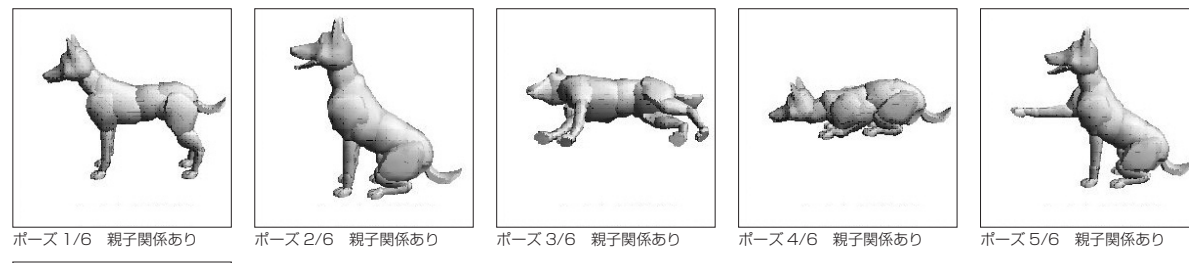 ポーズ 1/6　親子関係あり
ポーズ 2/6　親子関係あり
ポーズ 3/6　親子関係あり
ポーズ 4/6　親子関係あり
ポーズ 5/6　親子関係あり